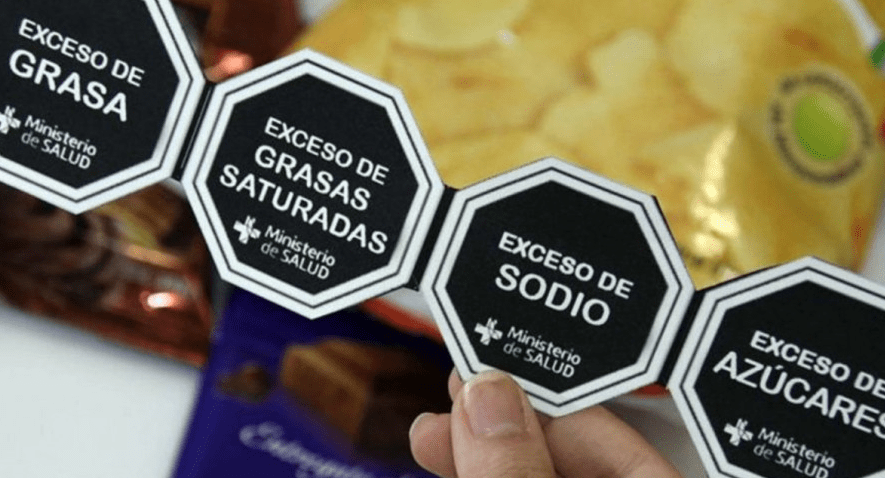 EXCESO DE
GRASA
Ministerio
de SALUD
EXCESO DE
GRASAS
SATURADAS
Ministerio
de SALUD
EXCESO DE
SODIO
Ministerio
de SALUD
EXCESO DE
AZÚCARES
Ministerio
de SALUD